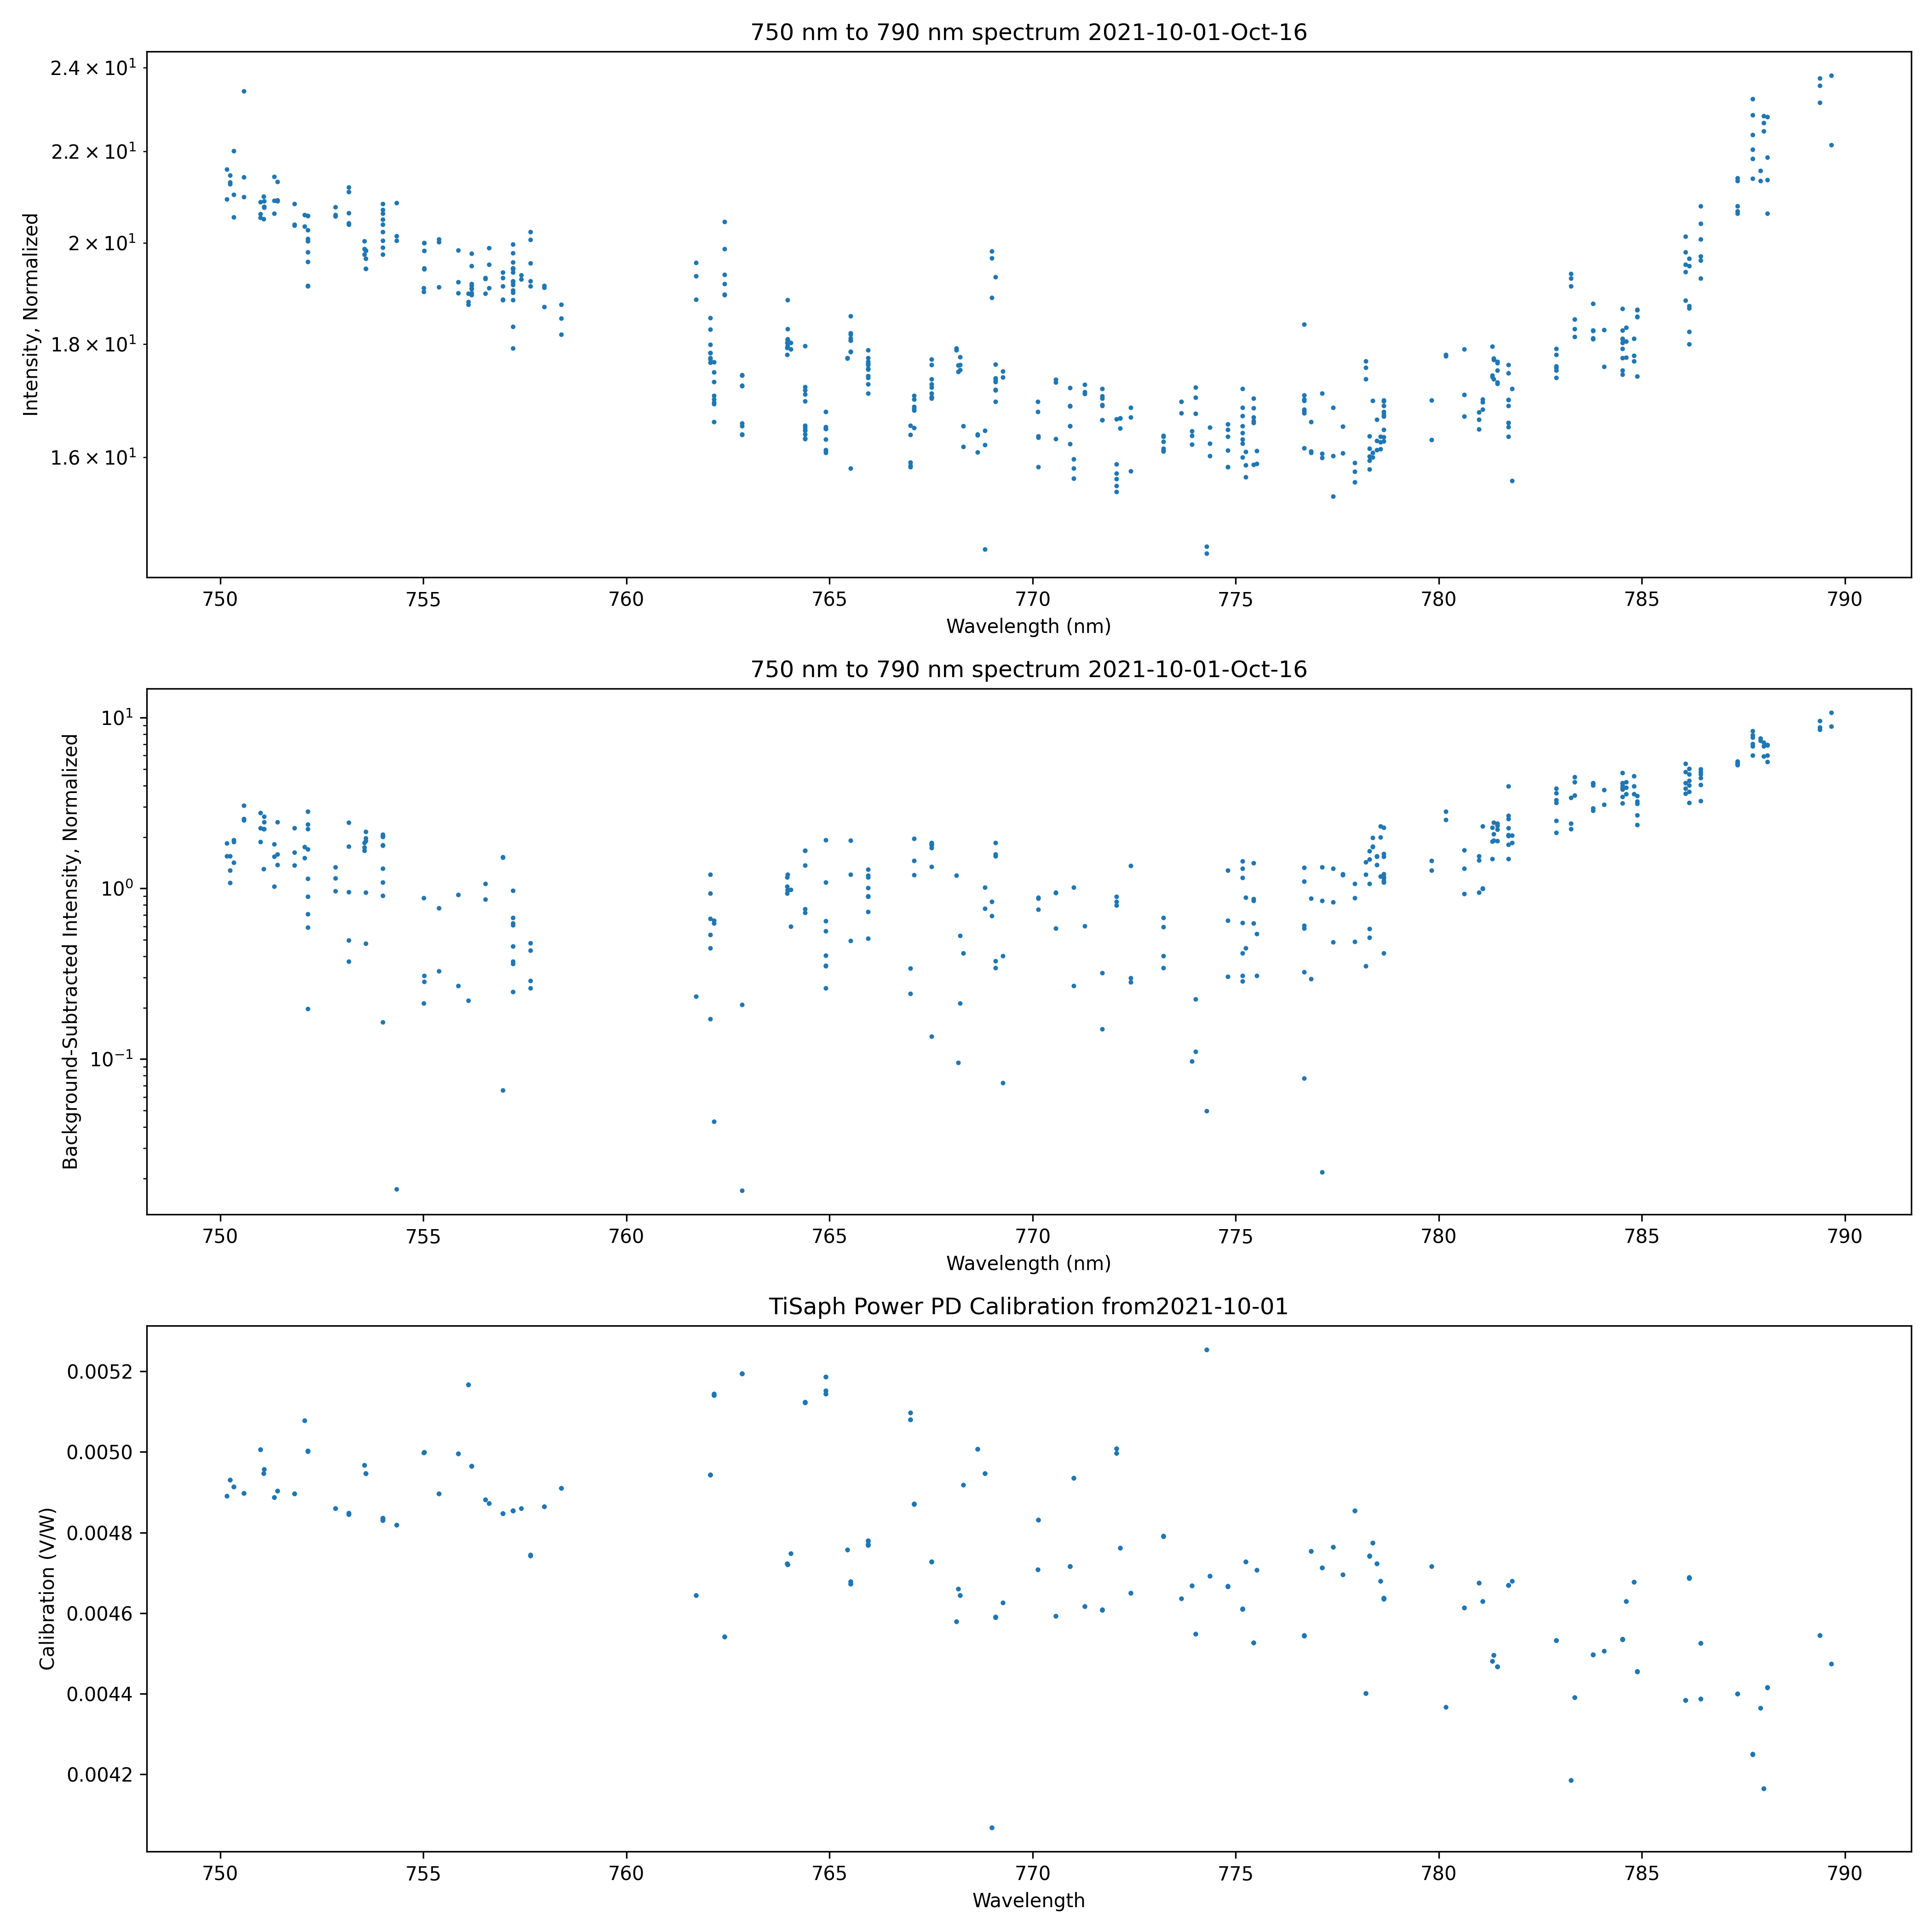 750 nm to 790 nm spectrum 2021-10-01-Oct-16
Intensity, Normalized
2.4 × 10¹
2.2 × 10¹
2 × 10¹
1.8 × 10¹
1.6 × 10¹
750 755 760 765 770 775 780 785 790
Wavelength (nm)
750 nm to 790 nm spectrum 2021-10-01-Oct-16
Background-Subtracted Intensity, Normalized
10¹
10⁰
10⁻¹
750 755 760 765 770 775 780 785 790
Wavelength (nm)
TiSaph Power PD Calibration from2021-10-01
Calibration (V/W)
0.0052
0.0050
0.0048
0.0046
0.0044
0.0042
750 755 760 765 770 775 780 785 790
Wavelength